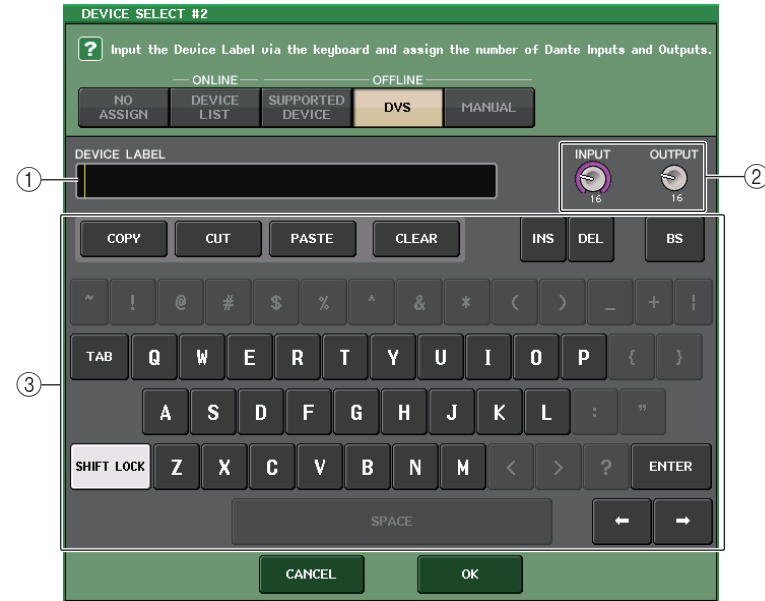 DEVICE SELECT #2
? Input the Device Label via the keyboard and assign the number of Dante Inputs and Outputs.
ONLINE OFFLINE
NO ASSIGN DEVICE LIST SUPPORTED DEVICE DVS MANUAL
DEVICE LABEL INPUT OUTPUT
① ②
16 16
COPY CUT PASTE CLEAR INS DEL BS
~ ! @ # $ % ^ & * ( ) _ + |
TAB Q W E R T Y U I O P { }
③
A S D F G H J K L : "
SHIFT LOCK Z X C V B N M < > ? ENTER
SPACE ← →
CANCEL OK